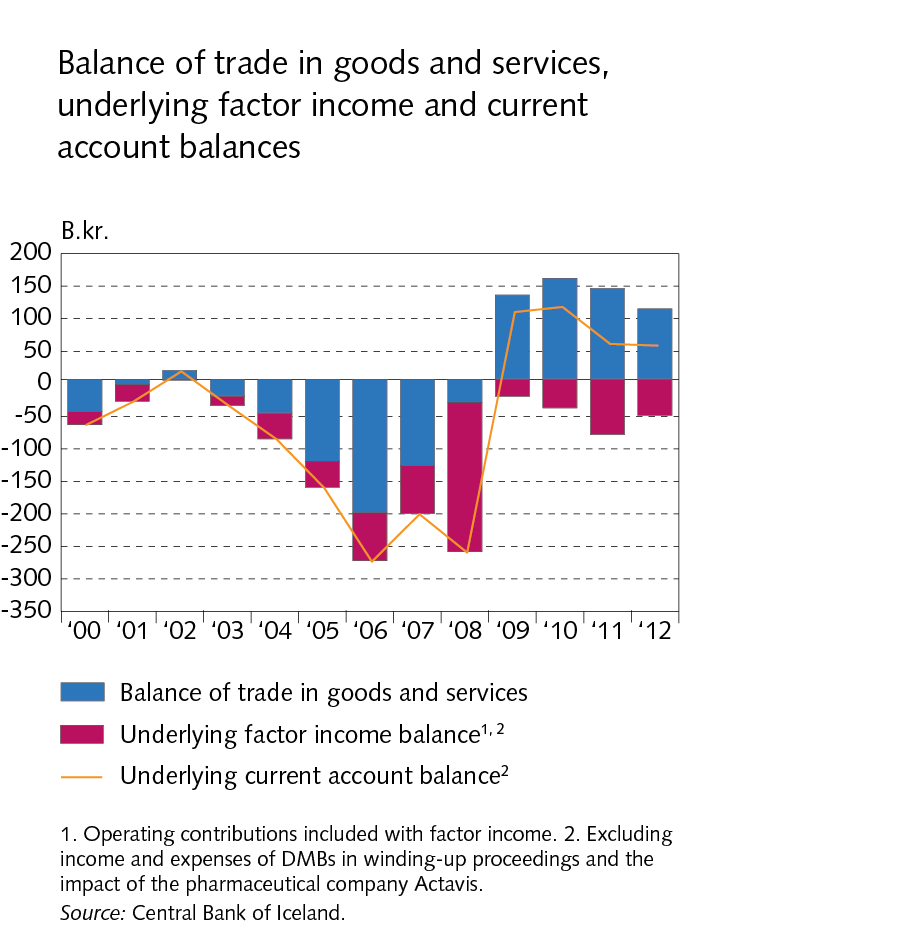 Balance of trade in goods and services,
underlying factor income and current
account balances
B.kr.
200
150
100
50
0
-50
-100
-150
-200
-250
-300
-350
‘00 ‘01 ‘02 ‘03 ‘04 ‘05 ‘06 ‘07 ‘08 ‘09 ‘10 ‘11 ‘12
Balance of trade in goods and services
Underlying factor income balance¹, ²
Underlying current account balance²
1. Operating contributions included with factor income. 2. Excluding
income and expenses of DMBs in winding-up proceedings and the
impact of the pharmaceutical company Actavis.
Source: Central Bank of Iceland.